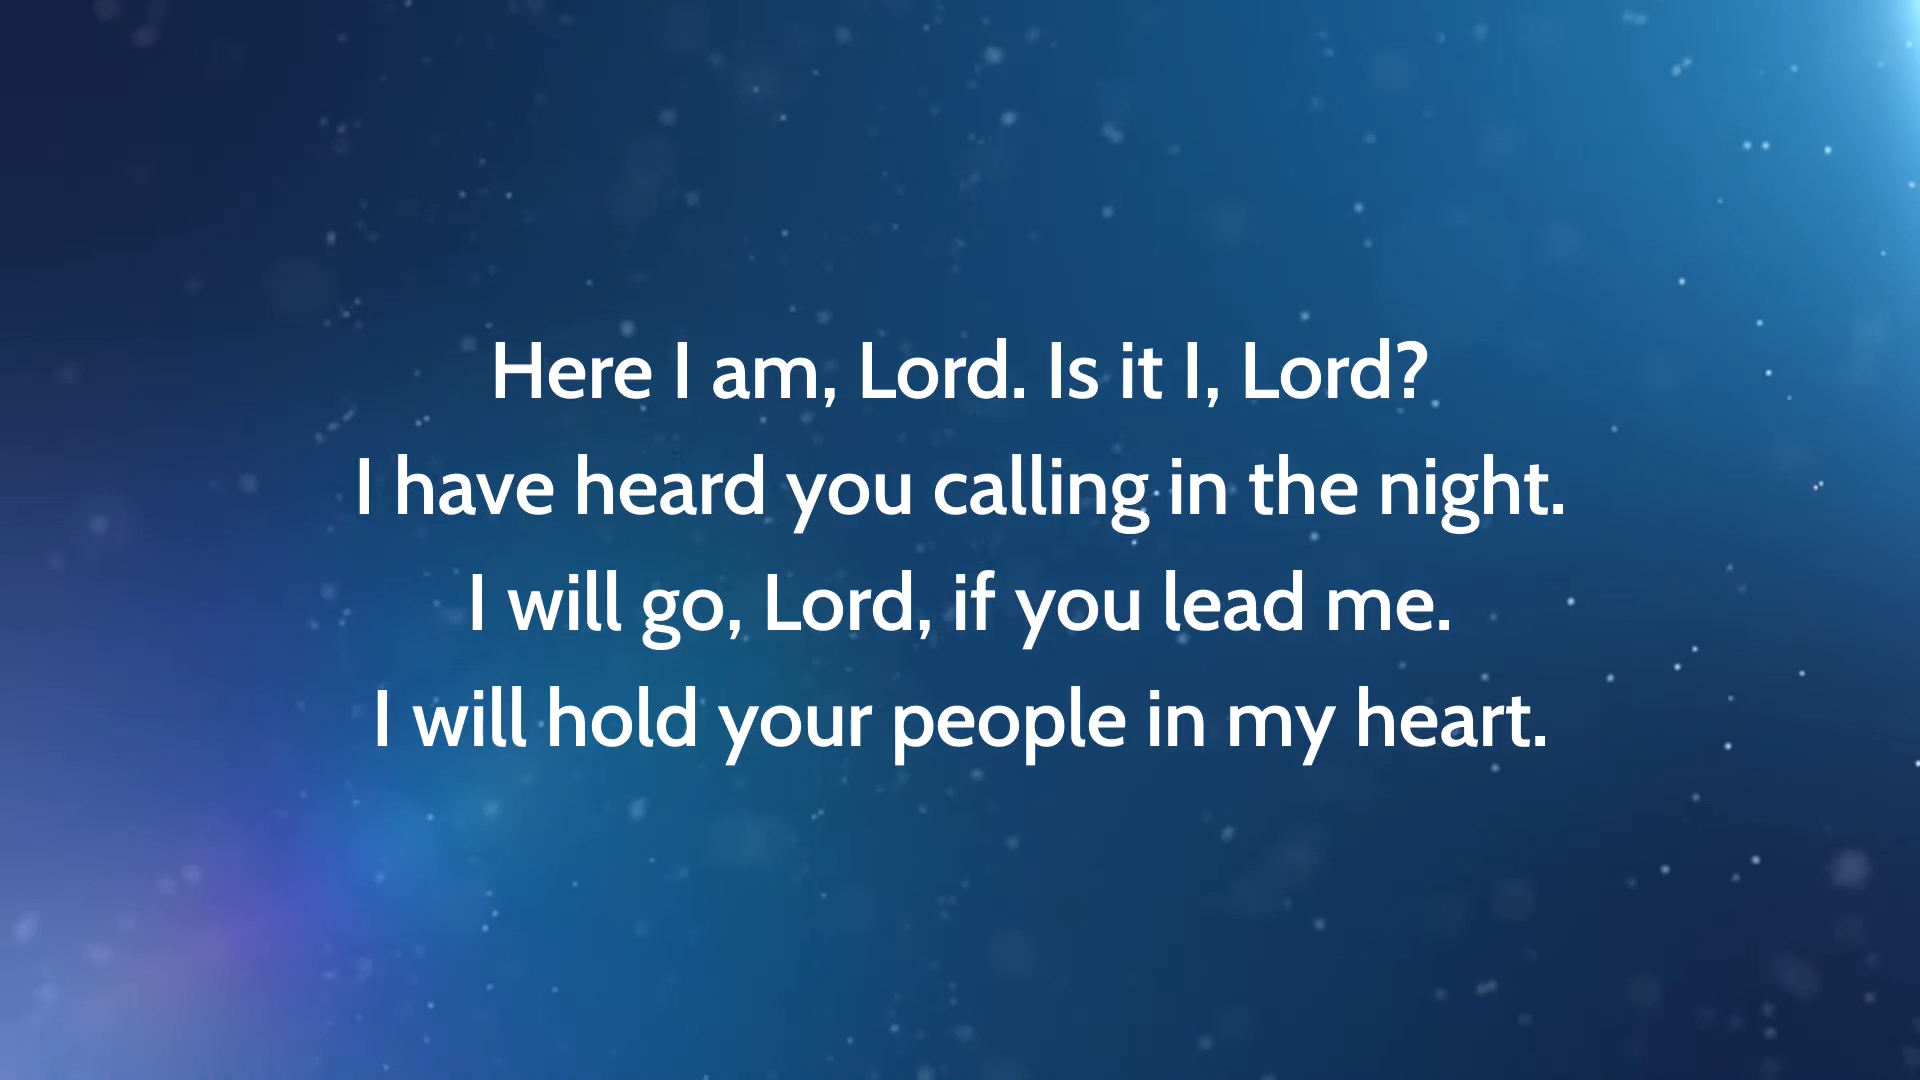 Here I am, Lord. Is it I, Lord?
I have heard you calling in the night.
I will go, Lord, if you lead me.
I will hold your people in my heart.